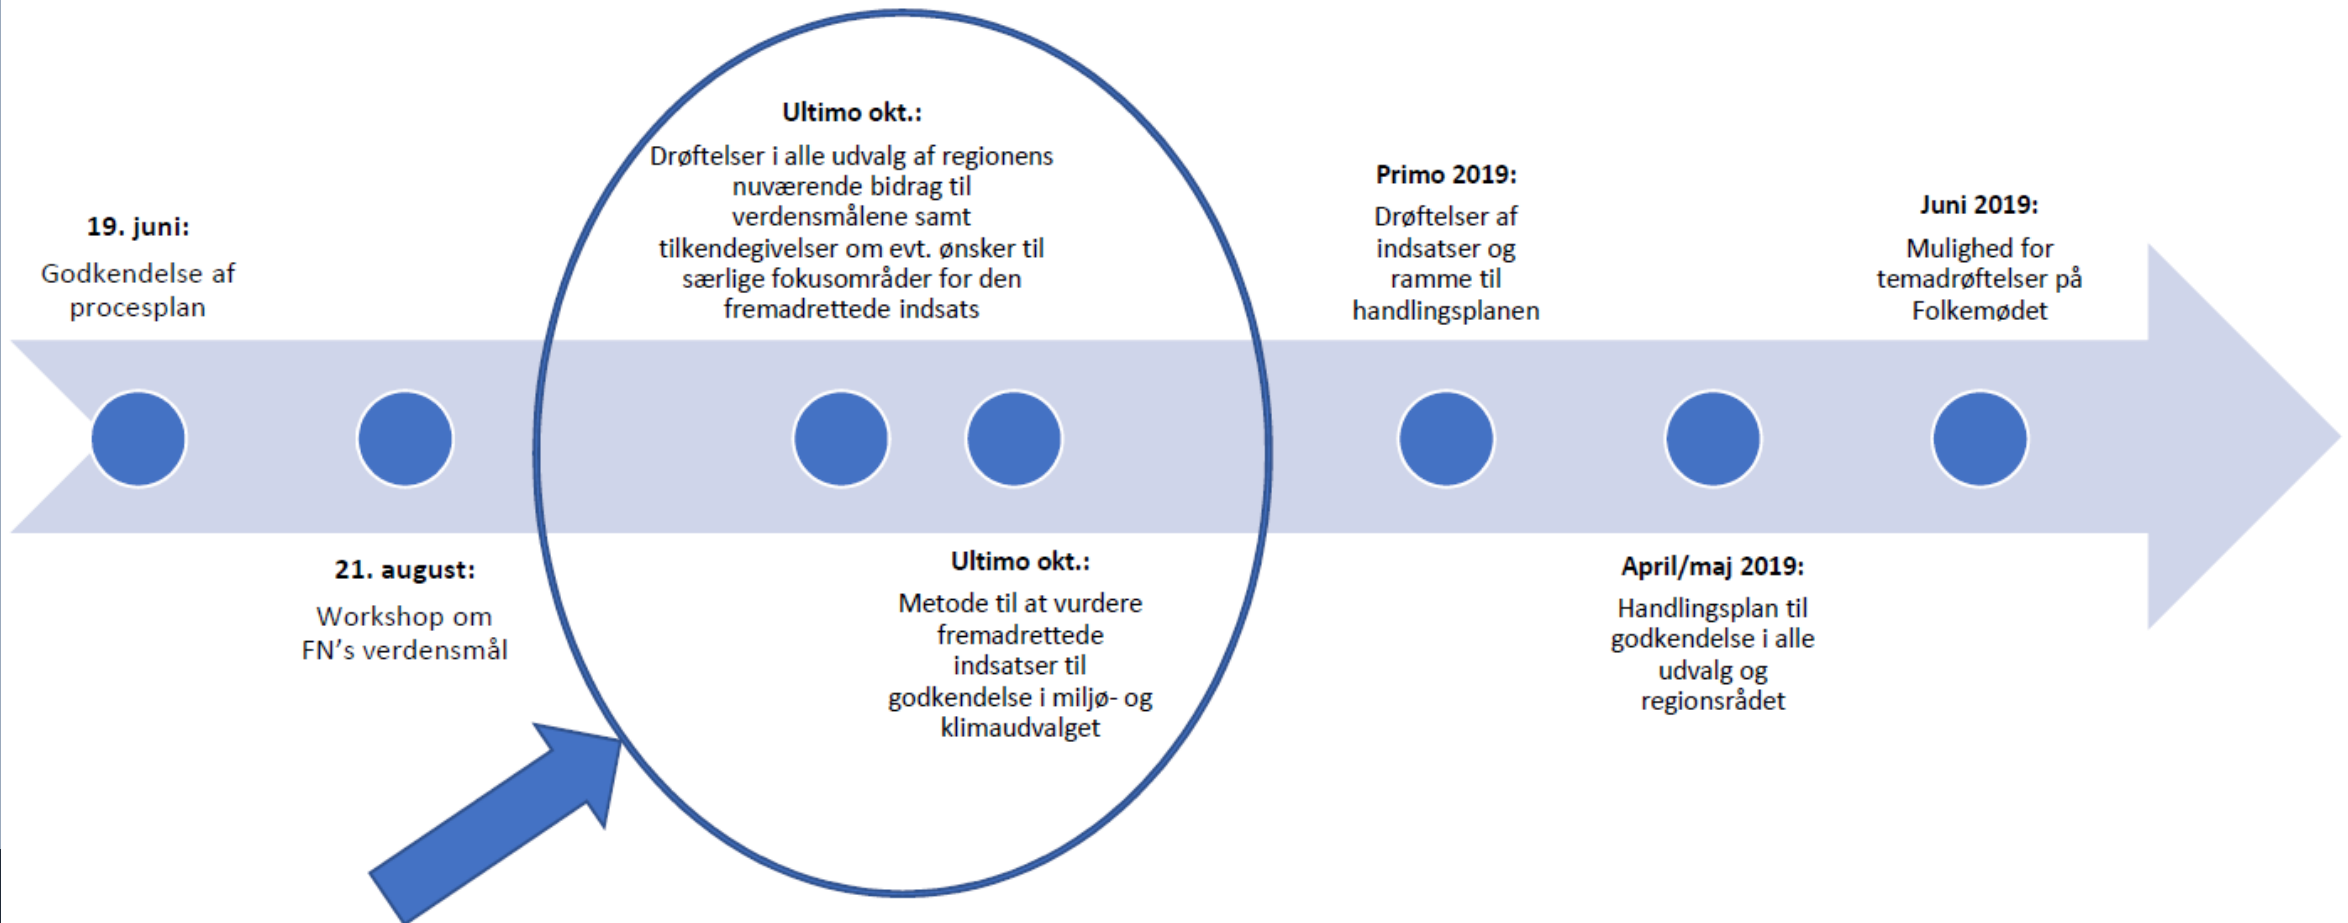 19. juni:
Godkendelse af
procesplan
21. august:
Workshop om
FN's verdensmål
Ultimo okt.:
Drøftelser i alle udvalg af regionens
nuværende bidrag til
verdensmålene samt
tilkendegivelser om evt. ønsker til
særlige fokusområder for den
fremadrettede indsats
Ultimo okt.:
Metode til at vurdere
fremadrettede
indsatser til
godkendelse i miljø- og
klimaudvalget
Primo 2019:
Drøftelser af
indsatser og
ramme til
handlingsplanen
April/maj 2019:
Handlingsplan til
godkendelse i alle
udvalg og
regionsrådet
Juni 2019:
Mulighed for
temadrøftelser på
Folkemødet